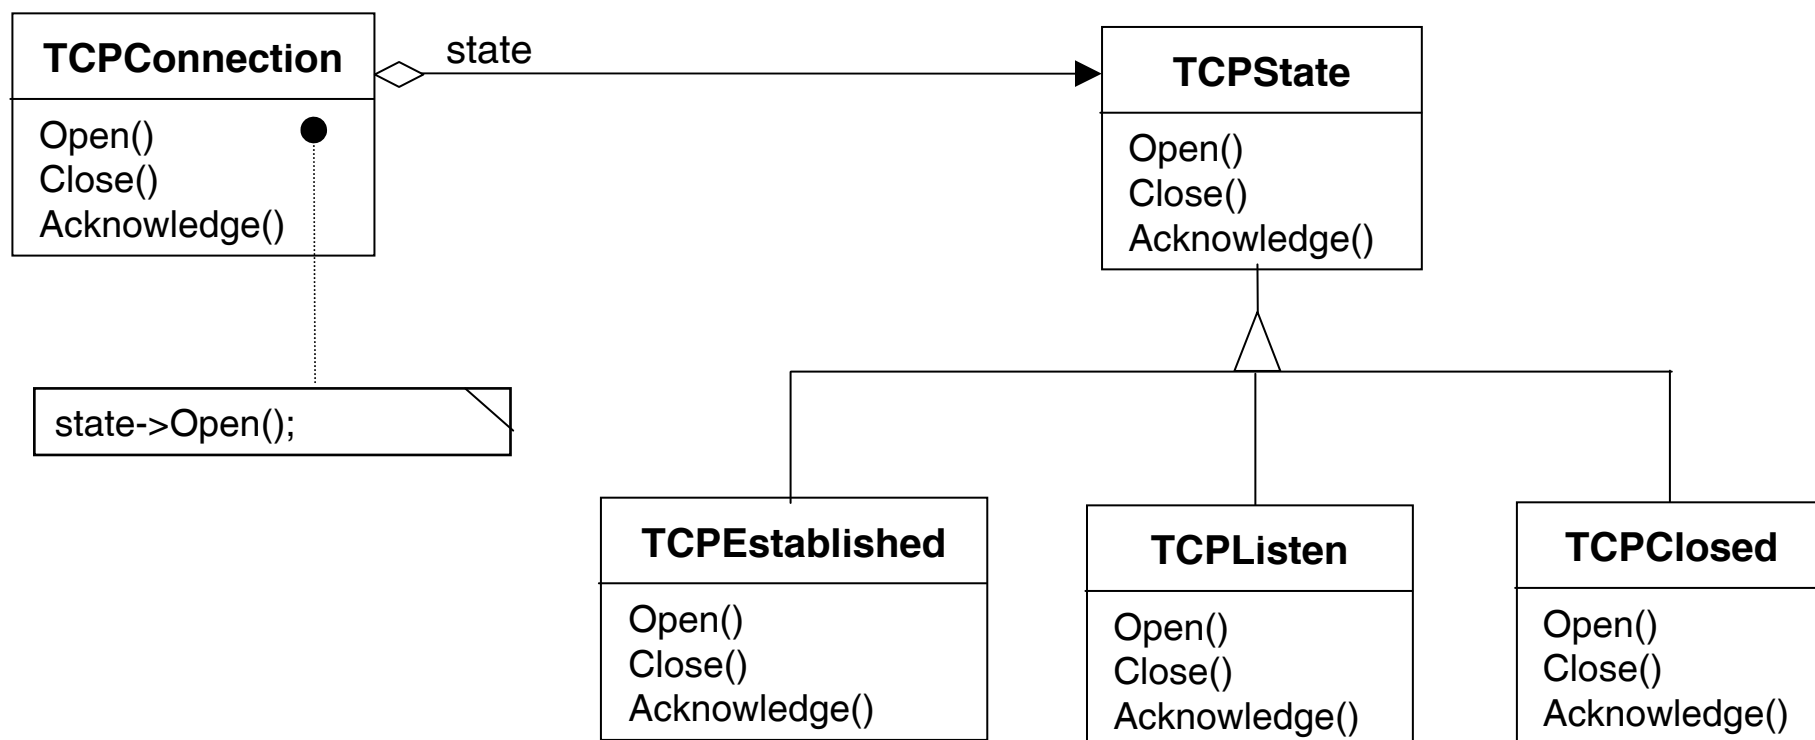 TCPConnection
Open()
Close()
Acknowledge()
state
TCPState
Open()
Close()
Acknowledge()
state->Open();
TCPEstablished
Open()
Close()
Acknowledge()
TCPListen
Open()
Close()
Acknowledge()
TCPClosed
Open()
Close()
Acknowledge()